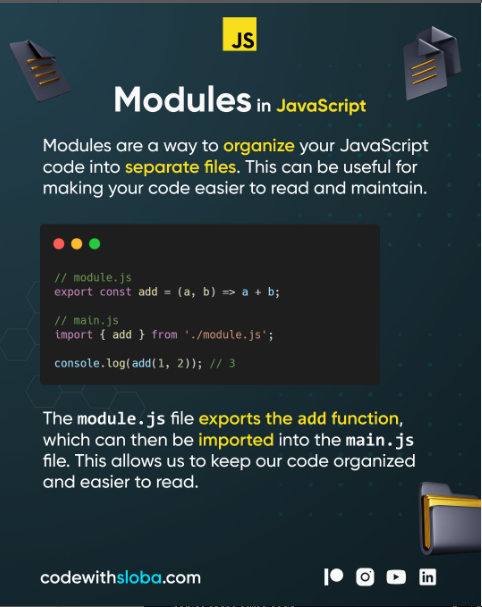 JS
Modules in JavaScript
Modules are a way to organize your JavaScript
code into separate files. This can be useful for
making your code easier to read and maintain.
// module.js
export const add = (a, b) => a + b;
// main.js
import { add } from './module.js';
console.log(add(1, 2)); // 3
The module.js file exports the add function,
which can then be imported into the main.js
file. This allows us to keep our code organized
and easier to read.
codewithsloba.com
in